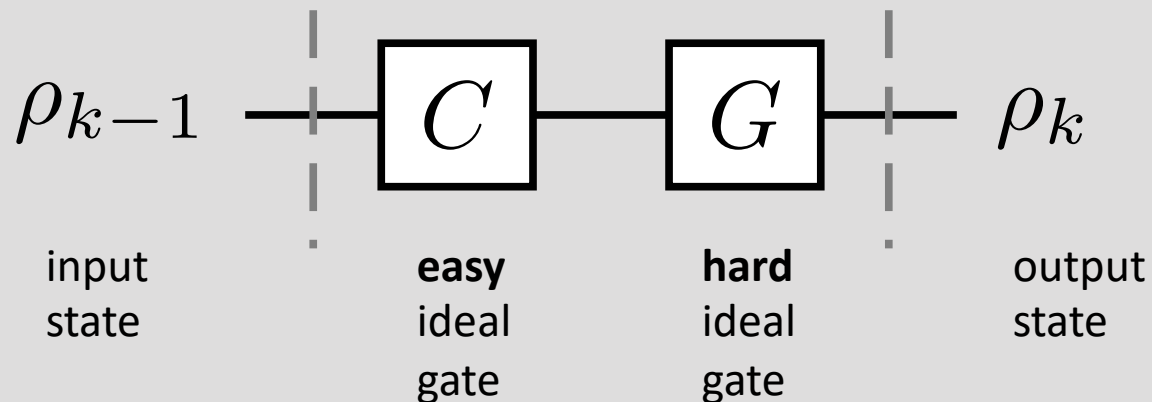 ρₖ₋₁ C G ρₖ
input easy hard output
state ideal ideal state
gate gate